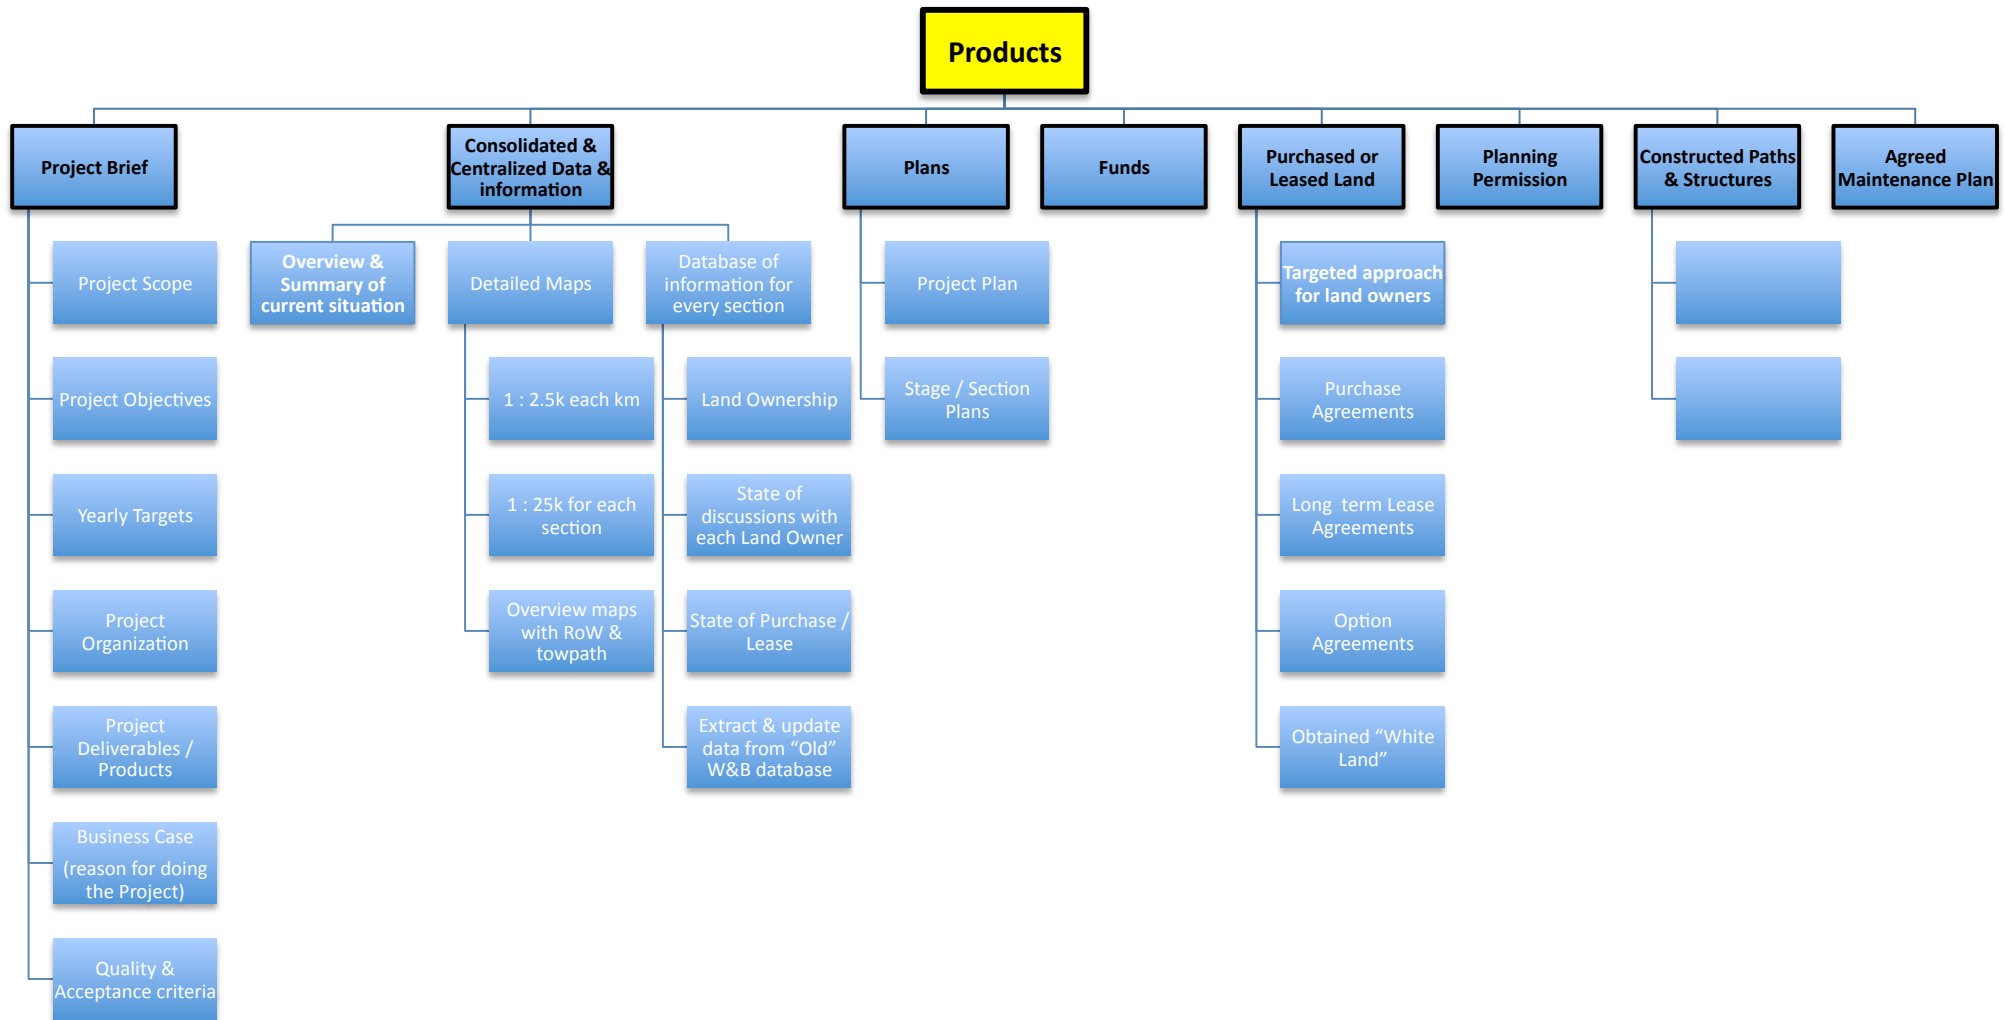 Products
Project Brief
Consolidated &
Centralized Data &
information
Plans
Funds
Purchased or
Leased Land
Planning
Permission
Constructed Paths
& Structures
Agreed
Maintenance Plan
Project Scope
Project Objectives
Yearly Targets
Project
Organization
Project
Deliverables /
Products
Business Case
(reason for doing
the Project)
Quality &
Acceptance criteria
Overview &
Summary of
current situation
Detailed Maps
1 : 2.5k each km
1 : 25k for each
section
Overview maps
with RoW &
towpath
Database of
information for
every section
Land Ownership
State of
discussions with
each Land Owner
State of Purchase /
Lease
Extract & update
data from “Old”
W&B database
Project Plan
Stage / Section
Plans
Targeted approach
for land owners
Purchase
Agreements
Long  term Lease
Agreements
Option
Agreements
Obtained “White
Land”